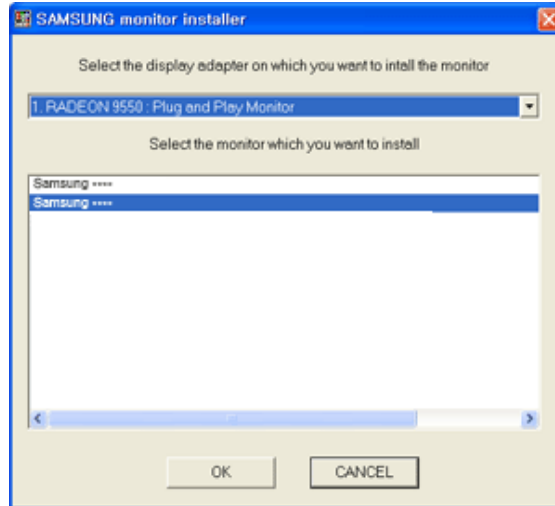 SAMSUNG monitor installer
Select the display adapter on which you want to intall the monitor
1. RADEON 9550 : Plug and Play Monitor
Select the monitor which you want to install
Samsung ----
Samsung ----
OK
CANCEL